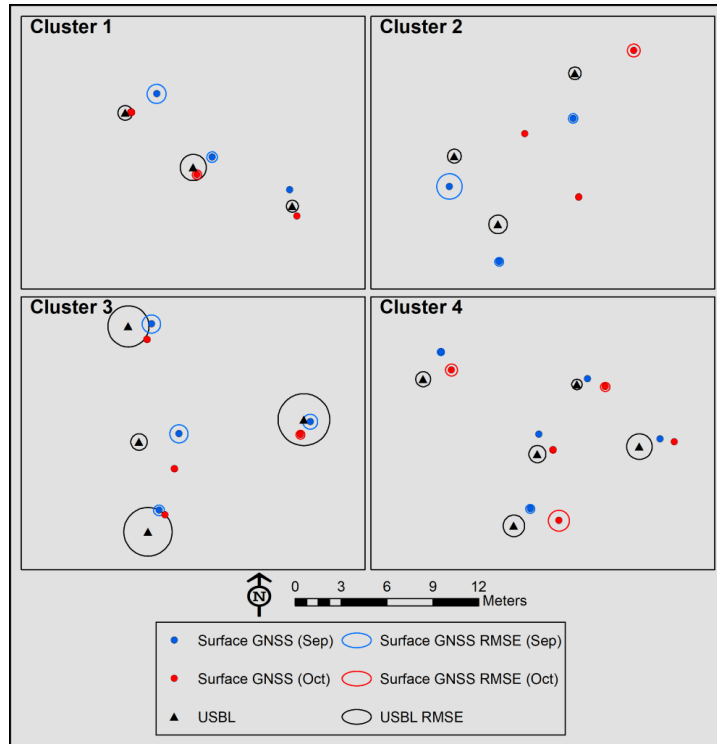 Cluster 1
Cluster 2
Cluster 3
Cluster 4
N
0 3 6 9 12
Meters
Surface GNSS (Sep) Surface GNSS RMSE (Sep)
Surface GNSS (Oct) Surface GNSS RMSE (Oct)
USBL USBL RMSE